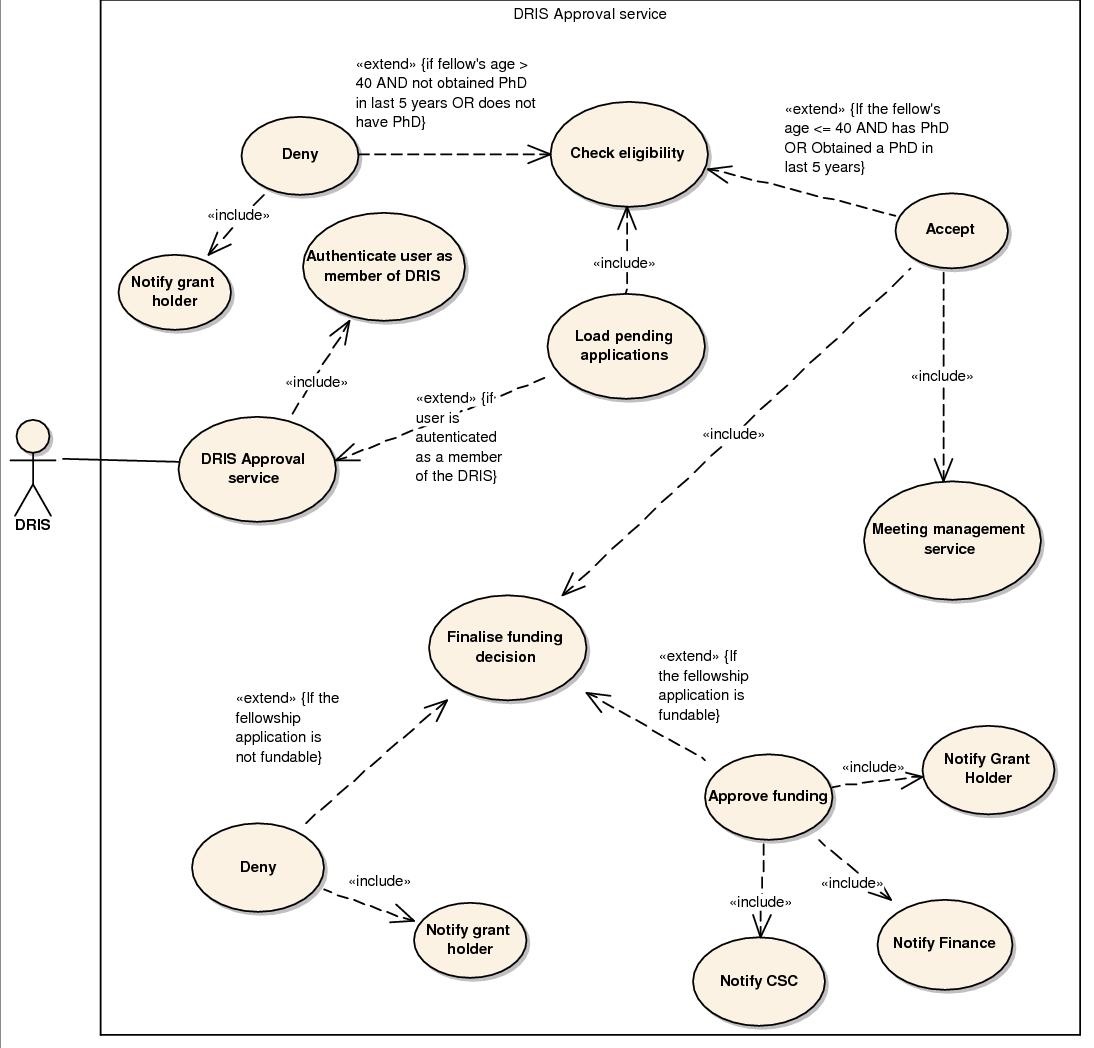 DRIS Approval service
«extend» {if fellow's age >
40 AND not obtained PhD
in last 5 years OR does not
have PhD}
«extend» {If the fellow's
age <= 40 AND has PhD
OR Obtained a PhD in
last 5 years}
Deny
Check eligibility
«include»
Accept
Authenticate user as
member of DRIS
Notify grant
holder
«include»
Load pending
applications
«include»
«include»
«extend» {if
user is
autenticated
as a member
of the DRIS}
«include»
DRIS Approval
service
DRIS
Meeting management
service
Finalise funding
decision
«extend» {If
the fellowship
application is
fundable}
«extend» {If the
fellowship
application is
not fundable}
«include»
Notify Grant
Holder
Approve funding
Deny
«include»
«include»
«include»
Notify grant
holder
Notify Finance
Notify CSC